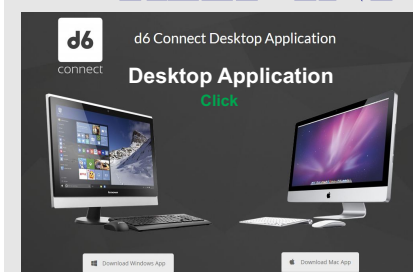 d6
connect
d6 Connect Desktop Application
Desktop Application
Click
Download Windows App
Download Mac App